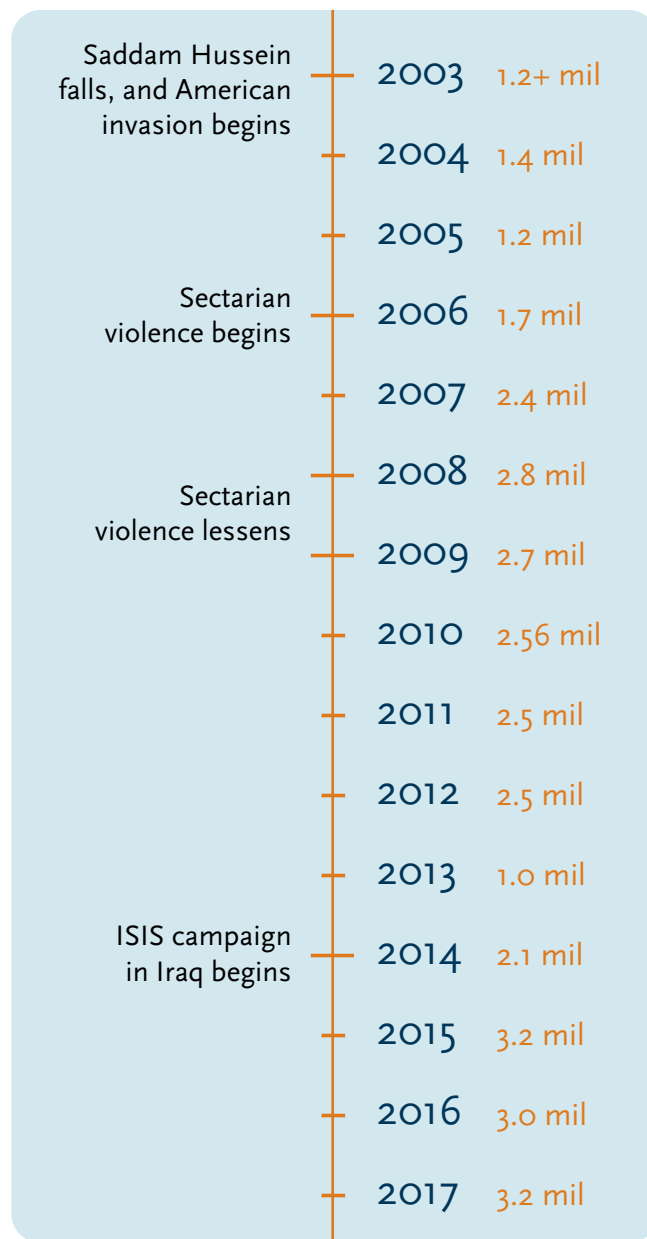 Saddam Hussein
falls, and American
invasion begins
2003 1.2+ mil
2004 1.4 mil
2005 1.2 mil
Sectarian
violence begins
2006 1.7 mil
2007 2.4 mil
2008 2.8 mil
Sectarian
violence lessens
2009 2.7 mil
2010 2.56 mil
2011 2.5 mil
2012 2.5 mil
2013 1.0 mil
ISIS campaign
in Iraq begins
2014 2.1 mil
2015 3.2 mil
2016 3.0 mil
2017 3.2 mil